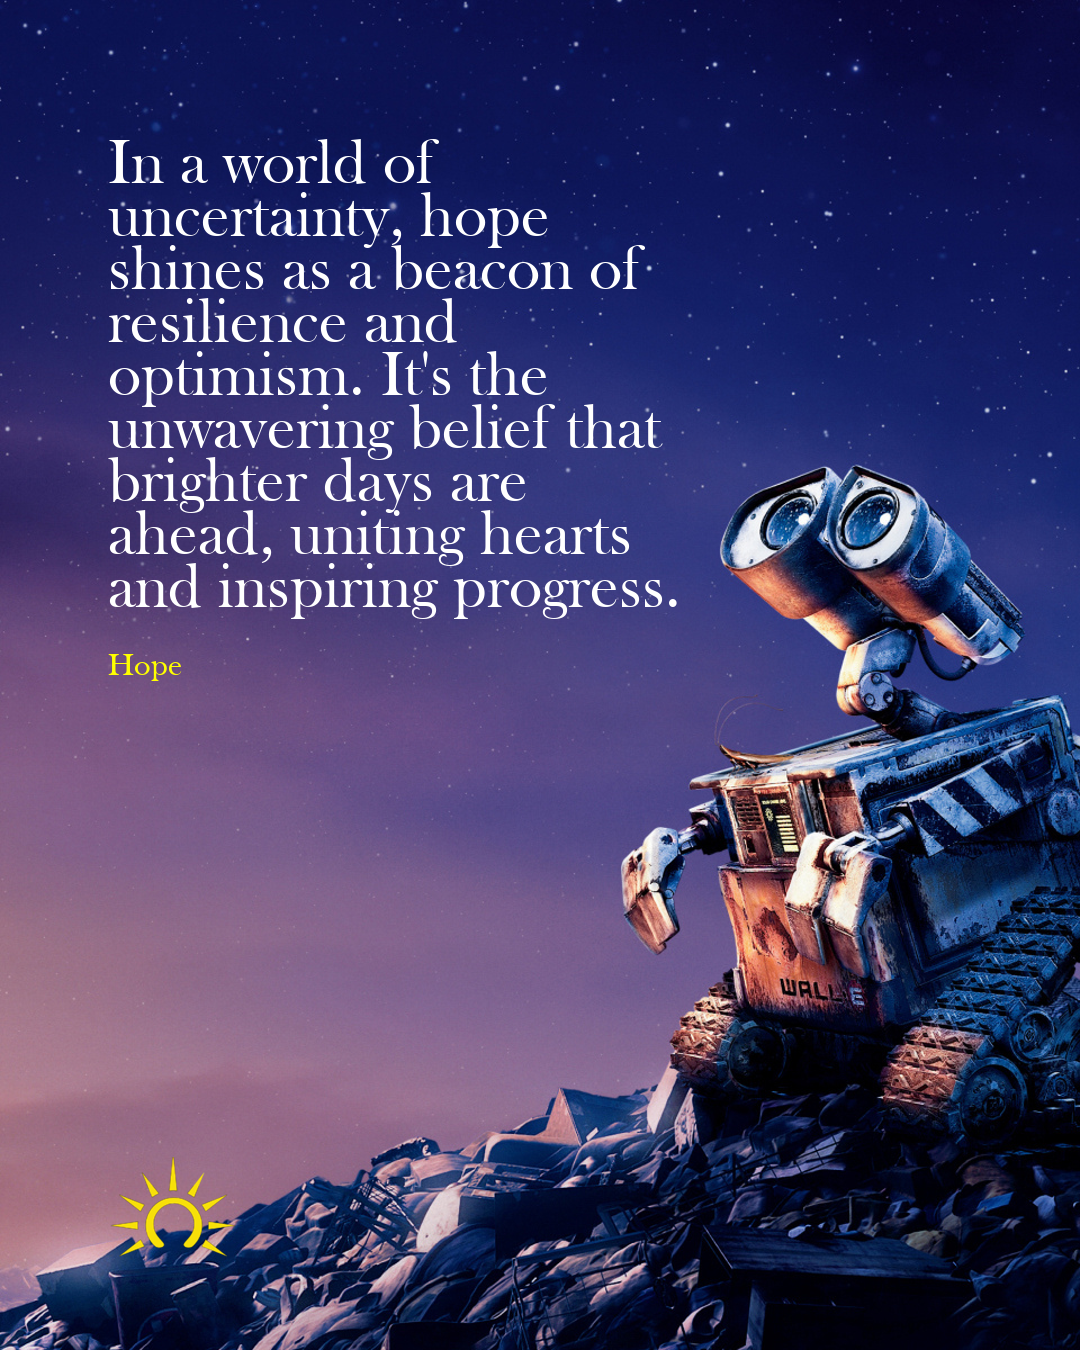 In a world of
uncertainty, hope
shines as a beacon of
resilience and
optimism. It's the
unwavering belief that
brighter days are
ahead, uniting hearts
and inspiring progress.
Hope
WALL E